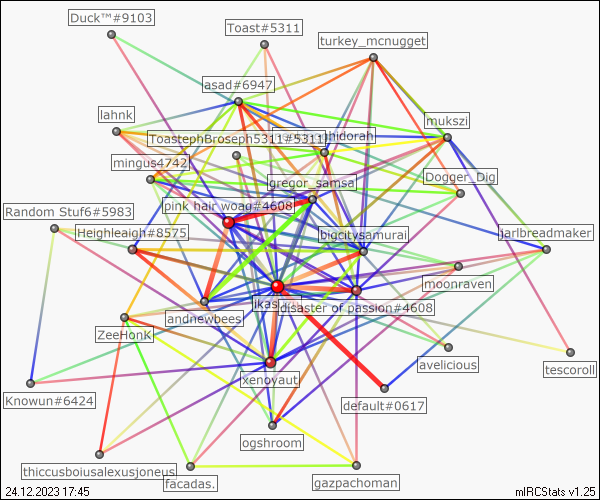 Duck™#9103
Toast#5311
turkey_mcnugget
asad#6947
lahnk
mukszi
ToastephBroseph5311#5311
hidorah
mingus4742
gregor_samsa
Dogger_Dig
pink hair woag#4608
Random Stuf6#5983
Heighleaigh#8575
bigcitysamurai
jarlbreadmaker
moonraven
ikas
disaster of passion#4608
andnewbees
ZeeHonk
avelicious
tescoroll
xenoyaut
Knowun#6424
default#0617
ogshroom
thiccusboiusalexusjoneus
facadas.
gazpachoman
24.12.2023 17:45
mIRCStats v1.25